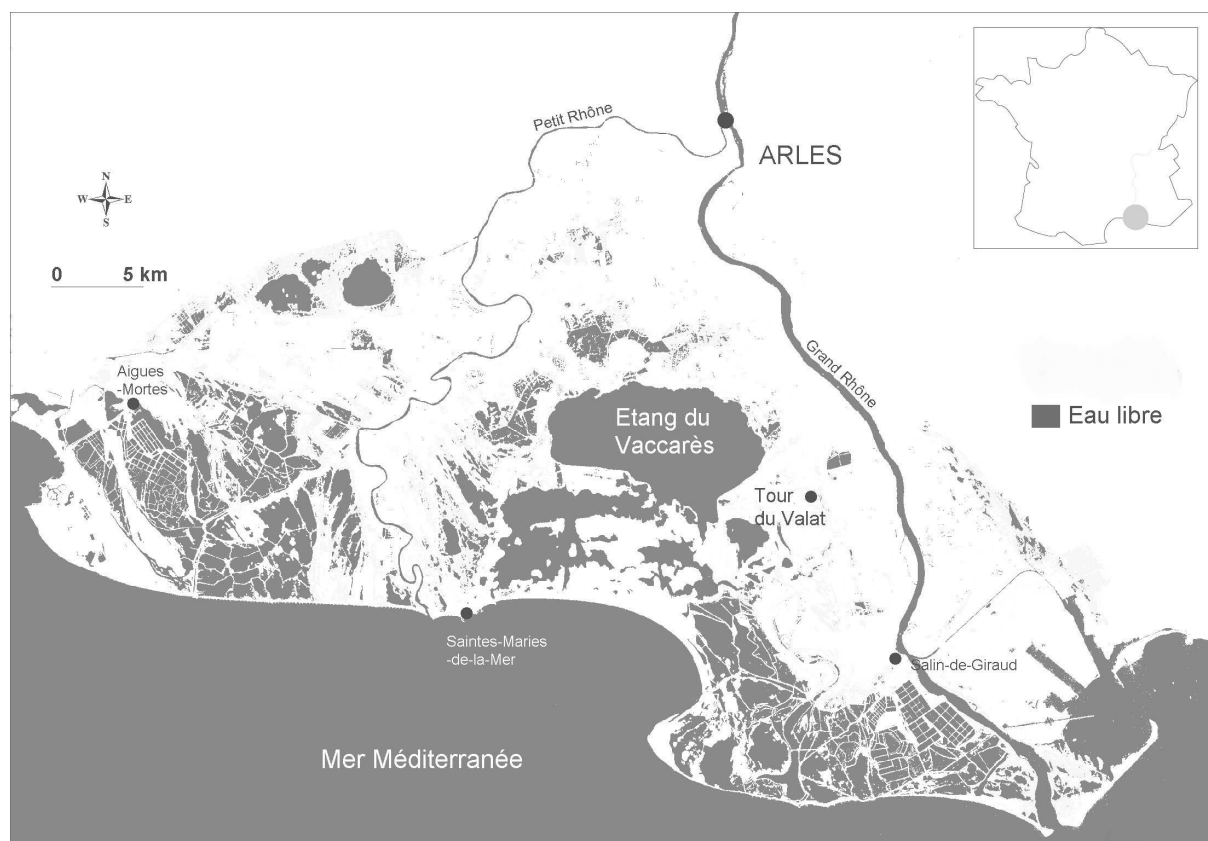 Petit Rhône
ARLES
N
W E
S
0 5 km
Grand Rhône
Aigues
-Mortes
Etang du
Vaccarès
Eau libre
Tour
du Valat
Saintes-Maries
-de-la-Mer
Salin-de-Giraud
Mer Méditerranée